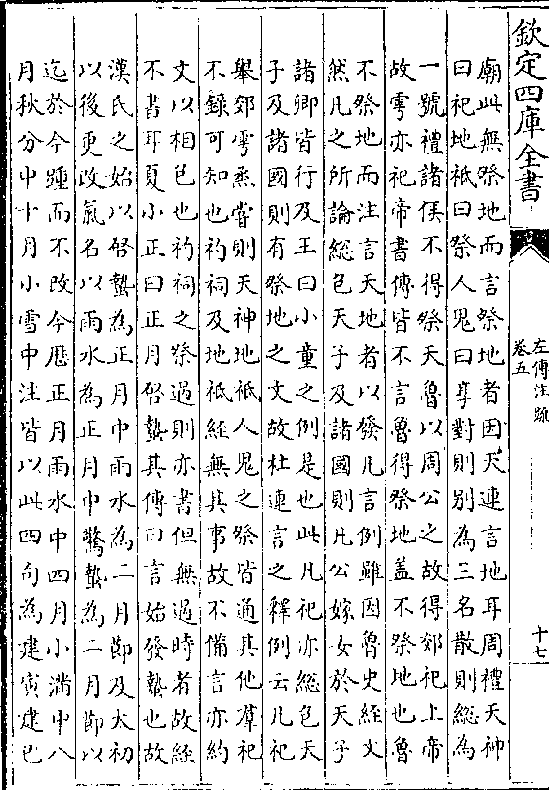 欽定四庫全書
左傳注疏
卷五
十七
廟此無祭地而言祭地者因天連言地耳周禮天神
曰祀地祇曰祭人鬼曰享對則別為三名散則總為
一號禮諸侯不得祭天魯以周公之故得郊祀上帝
故雩亦祀帝書傳皆不言魯得祭地蓋不祭地也魯
不祭地而注言天地者以發凡言例雖因魯史經文
然凡之所論總包天子及諸國則凡公嫁女於天子
諸卿皆行及王曰小童之例是也此凡祀亦總包天
子及諸國則有祭地之文故杜連言之釋例云凡祀
舉郊雩烝嘗則天神地祇人鬼之祭皆通其他羣祀
不錄可知也礿祠及地祇經無其事故不備言亦約
文以相包也礿祠之祭過則亦書但無過時者故經
不書耳夏小正曰正月啓蟄其傳曰言始發蟄也故
漢氏之始以啓蟄為正月中雨水為二月節及太初
以後更改氣名以雨水為正月中驚蟄為二月節以
迄於今踵而不改今厯正月雨水中四月小滿中八
月秋分中十月小雪中注皆以此四句為建寅建巳